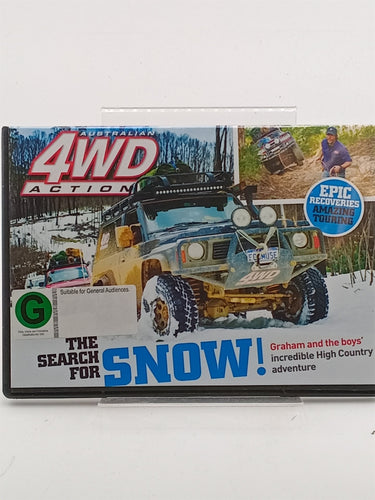 AUSTRALIAN
4WD
ACTION
EPIC
RECOVERIES
AMAZING
TOURING
4WD
G
Suitable for General Audiences.
THE
SEARCH
FOR
SNOW!
Graham and the boys'
incredible High Country
adventure